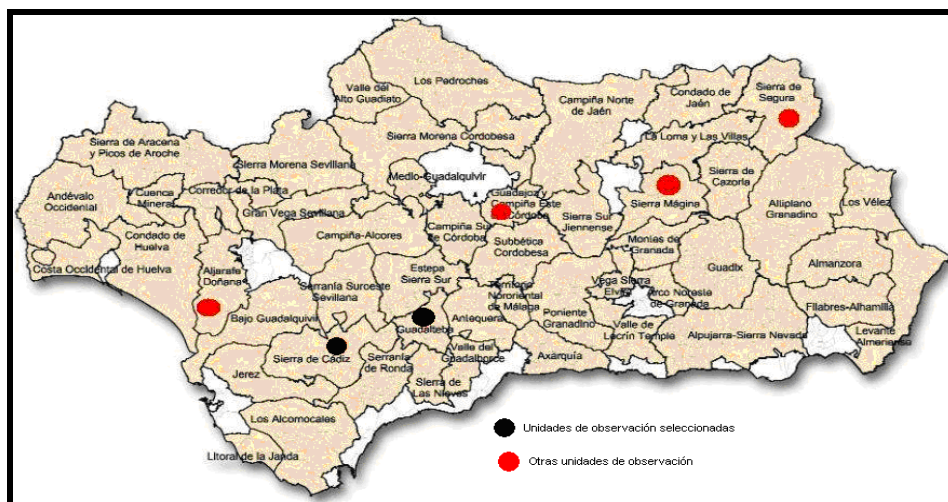 Los Pedroches
Valle del
Alto Guadiato
Campiña Norte
de Jaén
Condado de
Jaén
Sierra de
Segura
Sierra Morena Cordobesa
La Loma y Las Villas
Sierra de Aracena
y Picos de Aroche
Sierra Morena Sevillana
Medio-Guadalquivir
Sierra de
Cazorla
Andévalo
Occidental
Cuenca
Minera
Corredor de la Plata
Guadajoz y
Campiña Este
Córdoba
Sierra Mágina
Altiplano
Granadino
Los Vélez
Gran Vega Sevillana
Condado de
Huelva
Campiña-Alcores
Campiña Sur
de Córdoba
Sierra Sur
Jiennense
Subbética
Cordobesa
Montes de
Granada
Costa Occidental de Huelva
Aljarafe
Doñana
Estepa
Sierra Sur
Guadix
Almanzora
Serranía Suroeste
Sevillana
Territorio
Nororiental
de Málaga
Vega Sierra
Elvira
Arco Noreste
de Granada
Filabres-Alhamilla
Bajo Guadalquivir
Guadalteba
Antequera
Poniente
Granadino
Valle de
Lecrín Temple
Alpujarra-Sierra Nevada
Levante
Almeriense
Sierra de Cádiz
Serranía
de Ronda
Valle del
Guadalhorce
Axarquía
Jerez
Sierra de
Las Nieves
Los Alcornocales
Litoral de la Janda
Unidades de observación seleccionadas
Otras unidades de observación